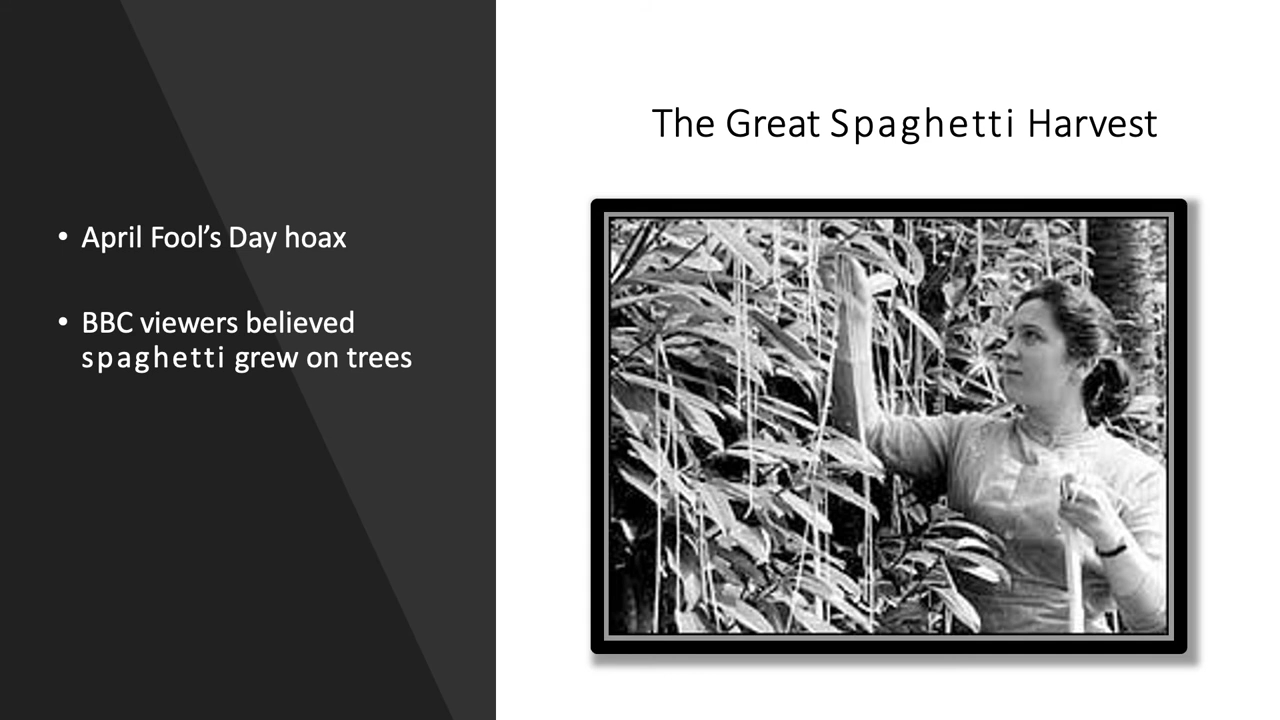 The Great Spaghetti Harvest
• April Fool’s Day hoax
• BBC viewers believed
spaghetti grew on trees